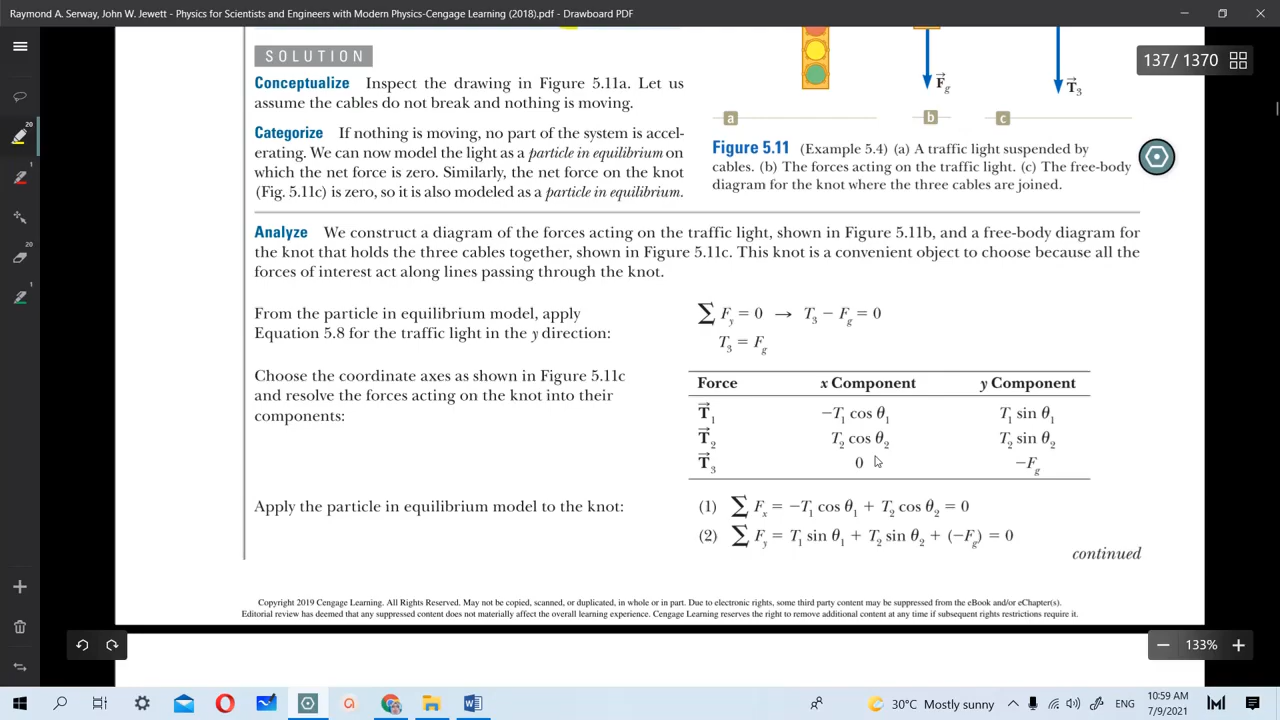 Raymond A. Serway, John W. Jewett - Physics for Scientists and Engineers with Modern Physics-Cengage Learning (2018).pdf - Drawboard PDF
137/ 1370
SOLUTION
Conceptualize Inspect the drawing in Figure 5.11a. Let us
assume the cables do not break and nothing is moving.
Categorize If nothing is moving, no part of the system is accel-
erating. We can now model the light as a particle in equilibrium on
which the net force is zero. Similarly, the net force on the knot
(Fig. 5.11c) is zero, so it is also modeled as a particle in equilibrium.
F⃗g
T⃗3
a
b
c
Figure 5.11 (Example 5.4) (a) A traffic light suspended by
cables. (b) The forces acting on the traffic light. (c) The free-body
diagram for the knot where the three cables are joined.
Analyze We construct a diagram of the forces acting on the traffic light, shown in Figure 5.11b, and a free-body diagram for
the knot that holds the three cables together, shown in Figure 5.11c. This knot is a convenient object to choose because all the
forces of interest act along lines passing through the knot.
From the particle in equilibrium model, apply
Equation 5.8 for the traffic light in the y direction:
∑ Fy = 0 → T3 − Fg = 0
T3 = Fg
Choose the coordinate axes as shown in Figure 5.11c
and resolve the forces acting on the knot into their
components:
Force x Component y Component
T⃗1 −T1 cos θ1 T1 sin θ1
T⃗2 T2 cos θ2 T2 sin θ2
T⃗3 0 −Fg
Apply the particle in equilibrium model to the knot:
(1) ∑ Fx = −T1 cos θ1 + T2 cos θ2 = 0
(2) ∑ Fy = T1 sin θ1 + T2 sin θ2 + (−Fg) = 0
continued
Copyright 2019 Cengage Learning. All Rights Reserved. May not be copied, scanned, or duplicated, in whole or in part. Due to electronic rights, some third party content may be suppressed from the eBook and/or eChapter(s).
Editorial review has deemed that any suppressed content does not materially affect the overall learning experience. Cengage Learning reserves the right to remove additional content at any time if subsequent rights restrictions require it.
20
1
20
1
133%
30°C Mostly sunny
ENG
10:59 AM
7/9/2021